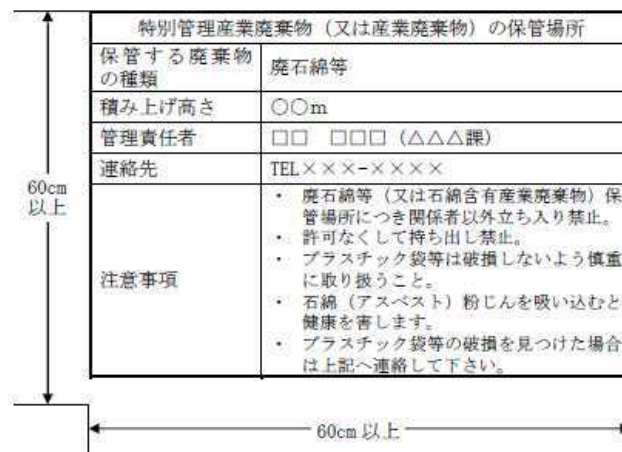 特別管理産業廃棄物（又は産業廃棄物）の保管場所
保管する廃棄物
の種類
廃石綿等
積み上げ高さ
○○m
管理責任者
□□　□□□（△△△課）
連絡先
TEL×××-××××
60cm
以上
注意事項
・　廃石綿等（又は石綿含有産業廃棄物）保
管場所につき関係者以外立ち入り禁止。
・　許可なくして持ち出し禁止。
・　プラスチック袋等は破損しないよう慎重
に取り扱うこと。
・　石綿（アスベスト）粉じんを吸い込むと
健康を害します。
・　プラスチック袋等の破損を見つけた場合
は上記へ連絡して下さい。
60cm以上